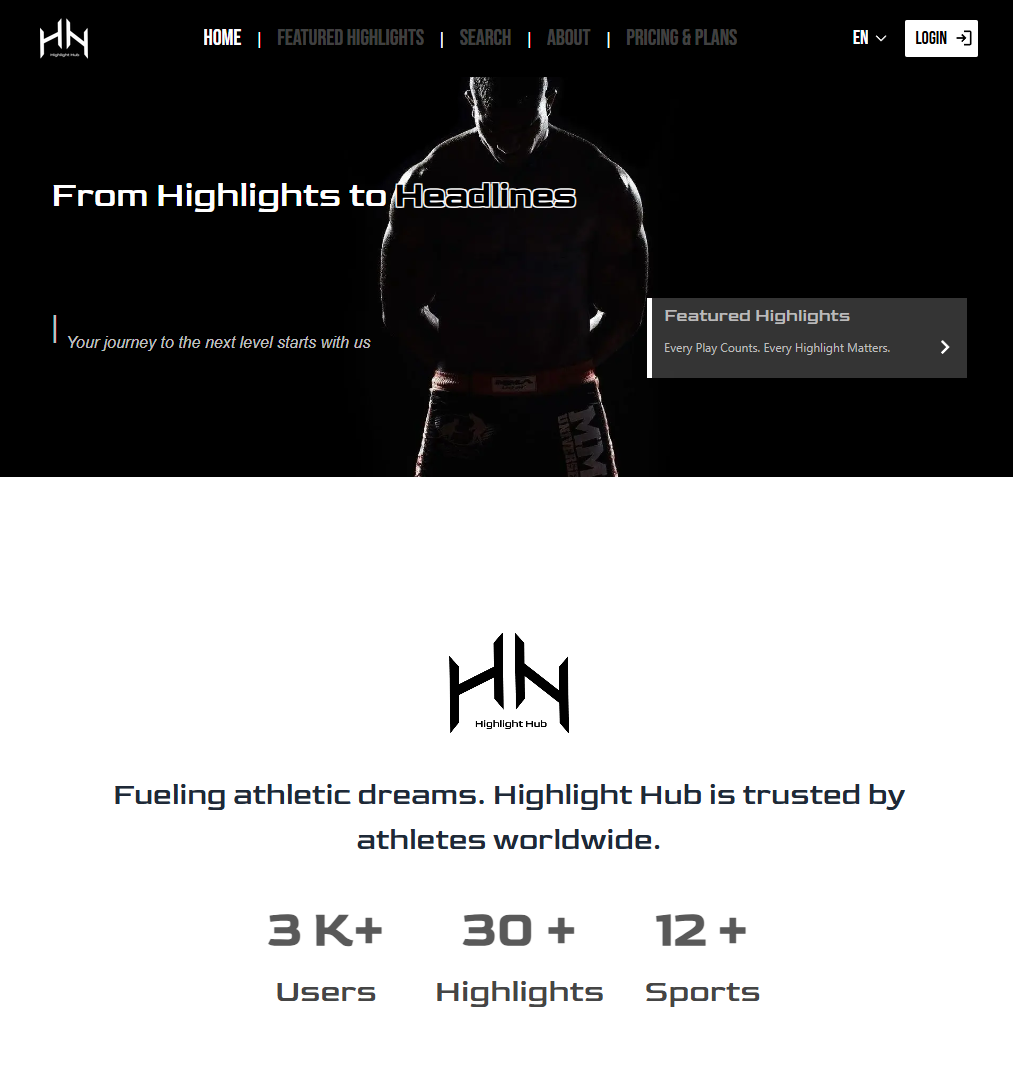 Highlight Hub
HOME | FEATURED HIGHLIGHTS | SEARCH | ABOUT | PRICING & PLANS
EN
LOGIN
From Highlights to Headlines
Your journey to the next level starts with us
Featured Highlights
Every Play Counts. Every Highlight Matters.
MMA
UNIVERSE
Highlight Hub
Fueling athletic dreams. Highlight Hub is trusted by
athletes worldwide.
3 K+ 30 + 12 +
Users Highlights Sports